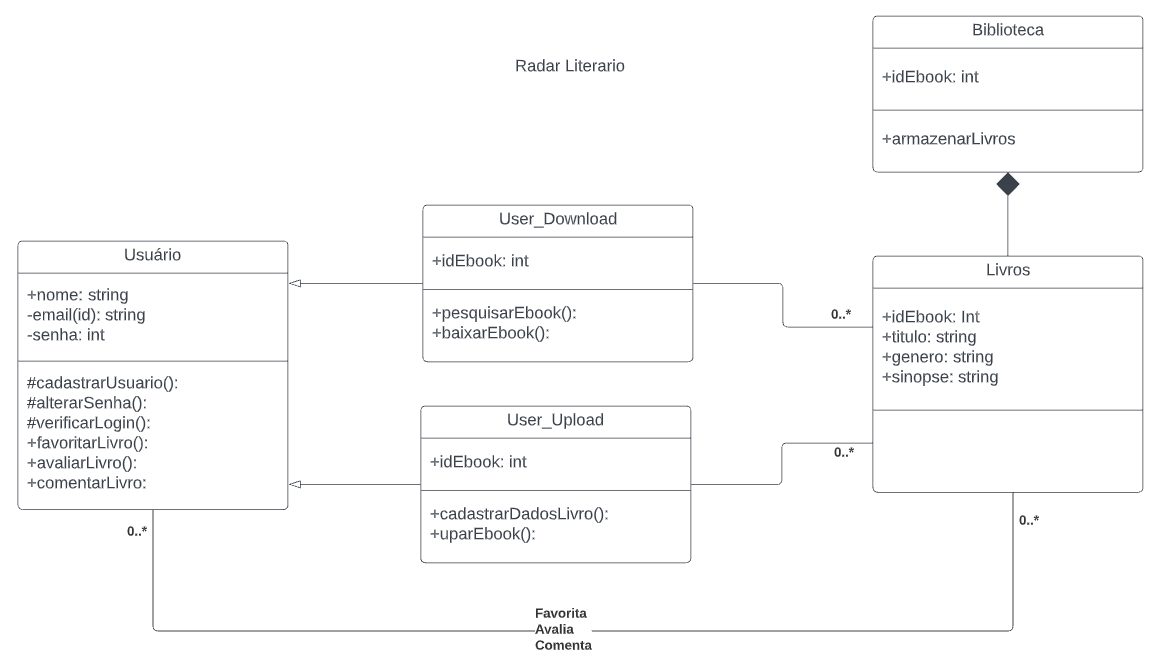 Radar Literario
Biblioteca
+idEbook: int
+armazenarLivros
User_Download
+idEbook: int
+pesquisarEbook():
+baixarEbook():
Usuário
+nome: string
-email(id): string
-senha: int
#cadastrarUsuario():
#alterarSenha():
#verificarLogin():
+favoritarLivro():
+avaliarLivro():
+comentarLivro:
Livros
+idEbook: Int
+titulo: string
+genero: string
+sinopse: string
0..*
User_Upload
+idEbook: int
+cadastrarDadosLivro():
+uparEbook():
0..*
0..*
0..*
Favorita
Avalia
Comenta